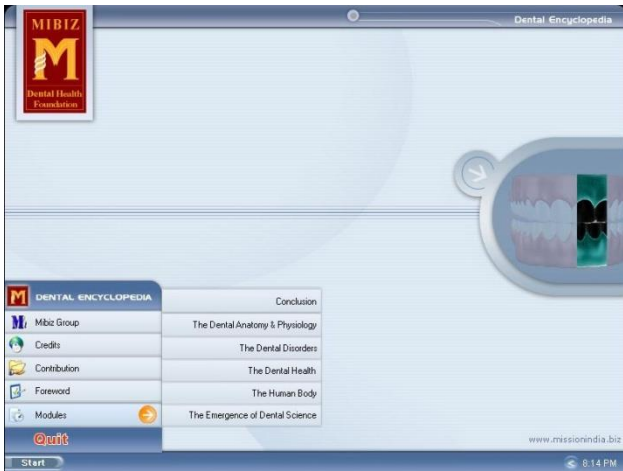 MIBIZ
M
Dental Health
Foundation
Dental Encyclopedia
DENTAL ENCYCLOPEDIA
Mibiz Group
Credits
Contribution
Foreword
Modules
Quit
Conclusion
The Dental Anatomy & Physiology
The Dental Disorders
The Dental Health
The Human Body
The Emergence of Dental Science
www.missionindia.biz
Start
8:14 PM